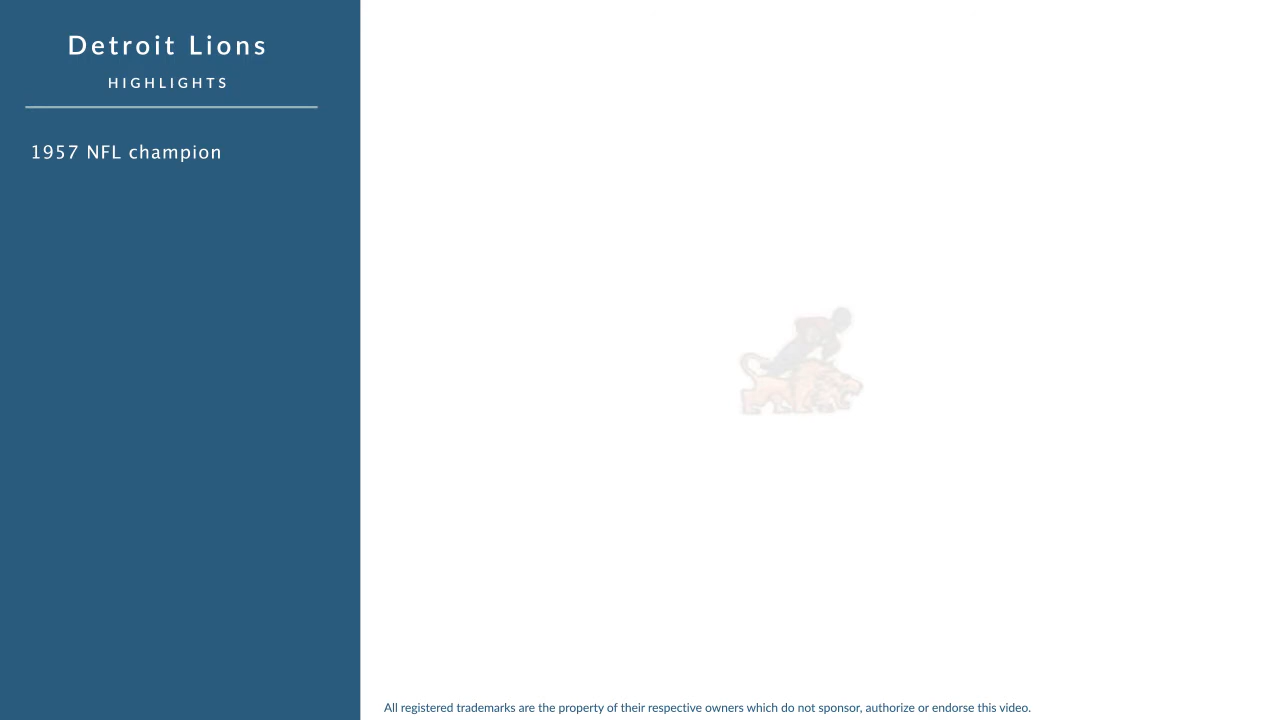 Detroit Lions
HIGHLIGHTS
1957 NFL champion
All registered trademarks are the property of their respective owners which do not sponsor, authorize or endorse this video.